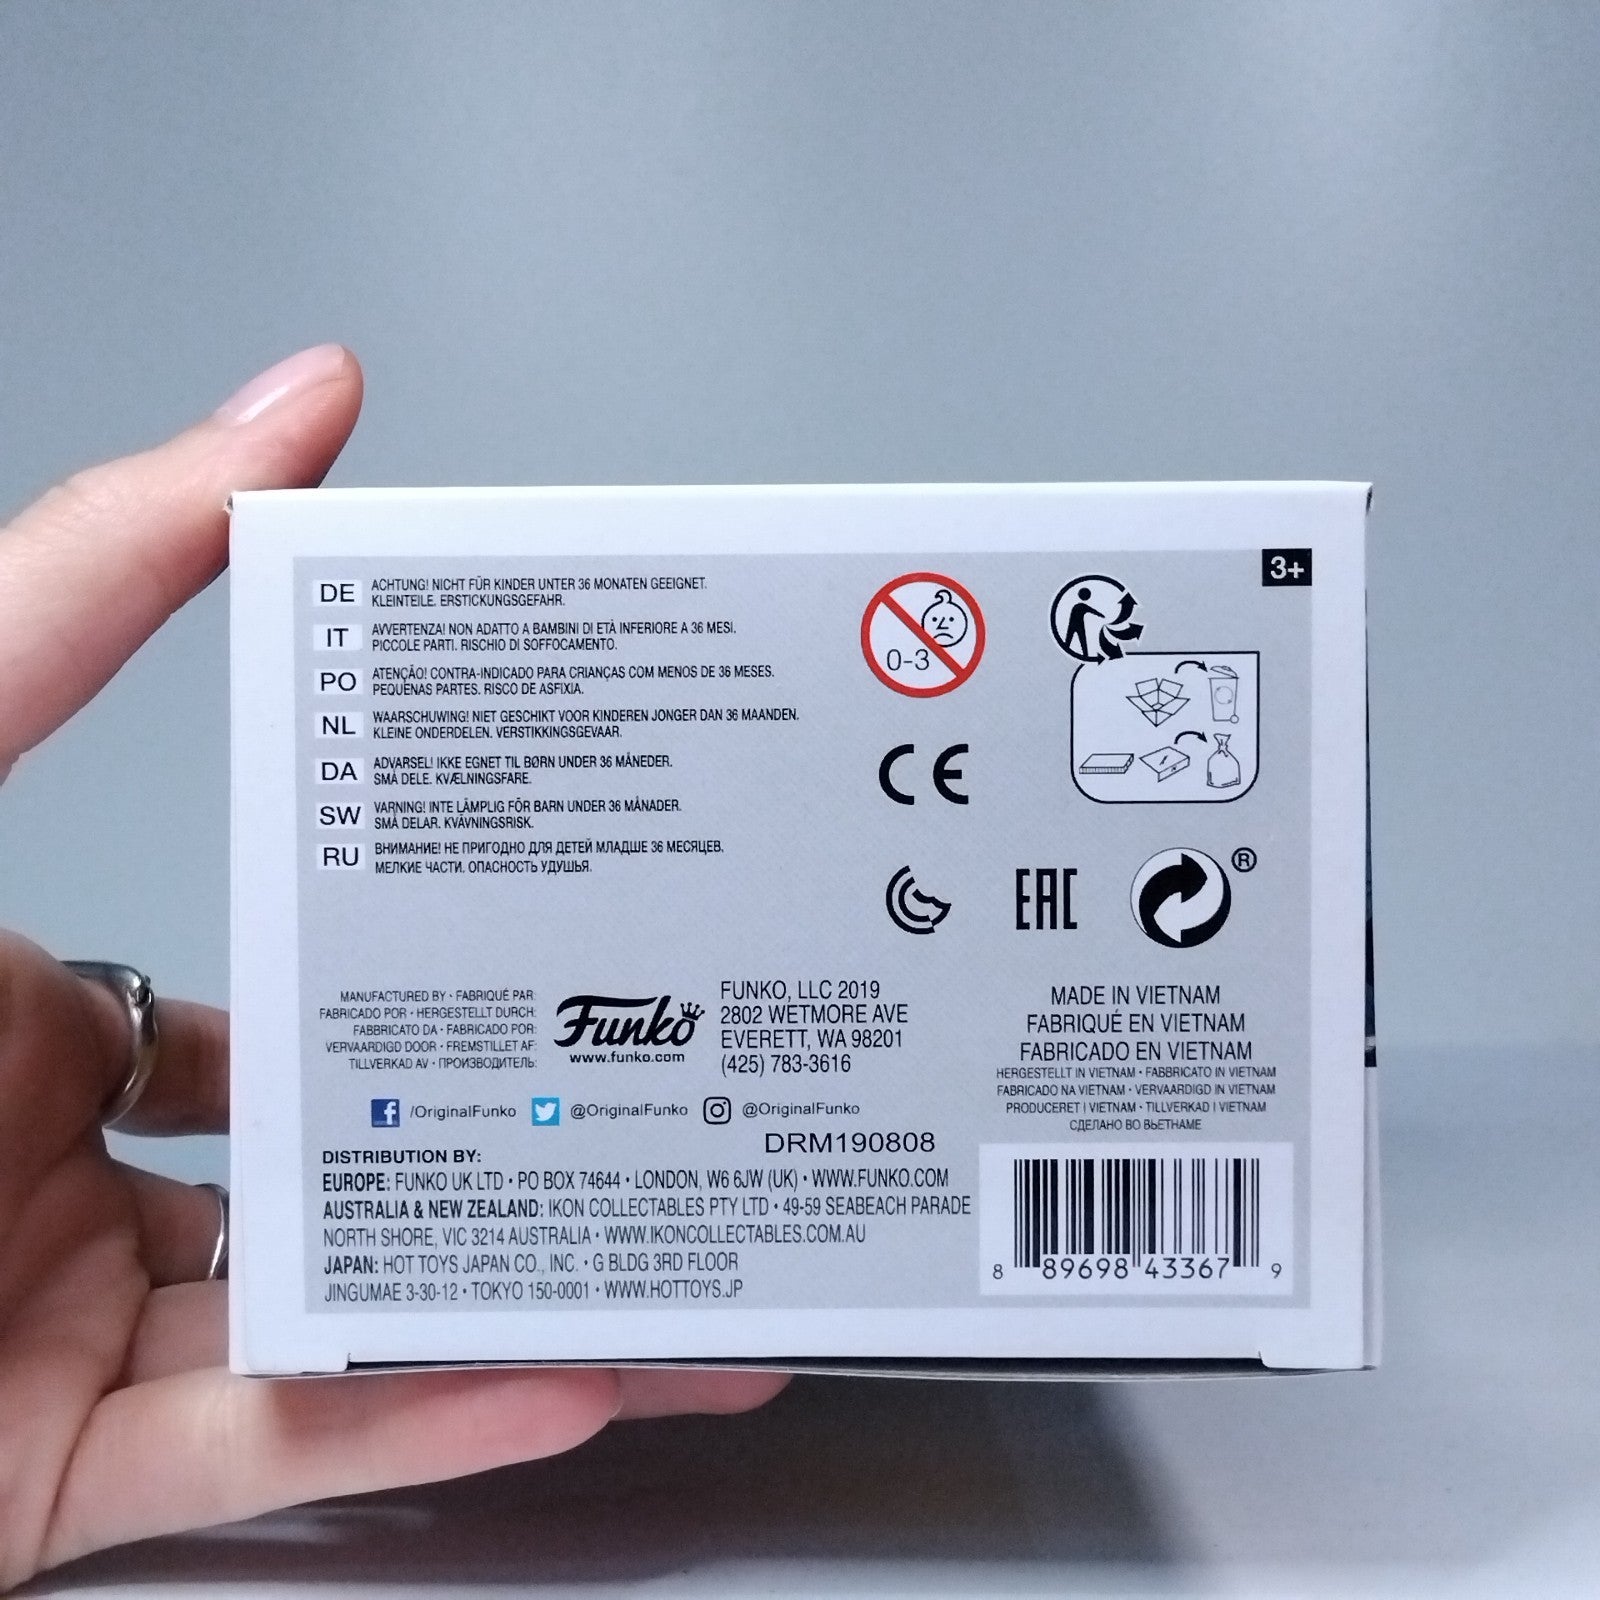 3+
DE ACHTUNG! NICHT FÜR KINDER UNTER 36 MONATEN GEEIGNET.
KLEINTEILE. ERSTICKUNGSGEFAHR.
IT AVVERTENZA! NON ADATTO A BAMBINI DI ETÀ INFERIORE A 36 MESI.
PICCOLE PARTI. RISCHIO DI SOFFOCAMENTO.
PO ATENÇÃO! CONTRA-INDICADO PARA CRIANÇAS COM MENOS DE 36 MESES.
PEQUENAS PARTES. RISCO DE ASFIXIA.
NL WAARSCHUWING! NIET GESCHIKT VOOR KINDEREN JONGER DAN 36 MAANDEN.
KLEINE ONDERDELEN. VERSTIKKINGSGEVAAR.
DA ADVARSEL! IKKE EGNET TIL BØRN UNDER 36 MÅNEDER.
SMÅ DELE. KVÆLNINGSFARE.
SW VARNING! INTE LÄMPLIG FÖR BARN UNDER 36 MÅNADER.
SMÅ DELAR. KVÄVNINGSRISK.
RU ВНИМАНИЕ! НЕ ПРИГОДНО ДЛЯ ДЕТЕЙ МЛАДШЕ 36 МЕСЯЦЕВ.
МЕЛКИЕ ЧАСТИ. ОПАСНОСТЬ УДУШЬЯ.
0-3
CE
EAC
®
MANUFACTURED BY • FABRIQUÉ PAR:
FABRICADO POR • HERGESTELLT DURCH:
FABBRICATO DA • FABRICADO POR:
VERVAARDIGD DOOR • FREMSTILLET AF:
TILLVERKAD AV • ПРОИЗВОДИТЕЛЬ:
Funko
www.funko.com
FUNKO, LLC 2019
2802 WETMORE AVE
EVERETT, WA 98201
(425) 783-3616
MADE IN VIETNAM
FABRIQUÉ EN VIETNAM
FABRICADO EN VIETNAM
HERGESTELLT IN VIETNAM • FABBRICATO IN VIETNAM
FABRICADO NA VIETNAM • VERVAARDIGD IN VIETNAM
PRODUCERET I VIETNAM • TILLVERKAD I VIETNAM
СДЕЛАНО ВО ВЬЕТНАМЕ
/OriginalFunko @OriginalFunko @OriginalFunko
DRM190808
DISTRIBUTION BY:
EUROPE: FUNKO UK LTD • PO BOX 74644 • LONDON, W6 6JW (UK) • WWW.FUNKO.COM
AUSTRALIA & NEW ZEALAND: IKON COLLECTABLES PTY LTD • 49-59 SEABEACH PARADE
NORTH SHORE, VIC 3214 AUSTRALIA • WWW.IKONCOLLECTABLES.COM.AU
JAPAN: HOT TOYS JAPAN CO., INC. • G BLDG 3RD FLOOR
JINGUMAE 3-30-12 • TOKYO 150-0001 • WWW.HOTTOYS.JP
8 89698 43367 9